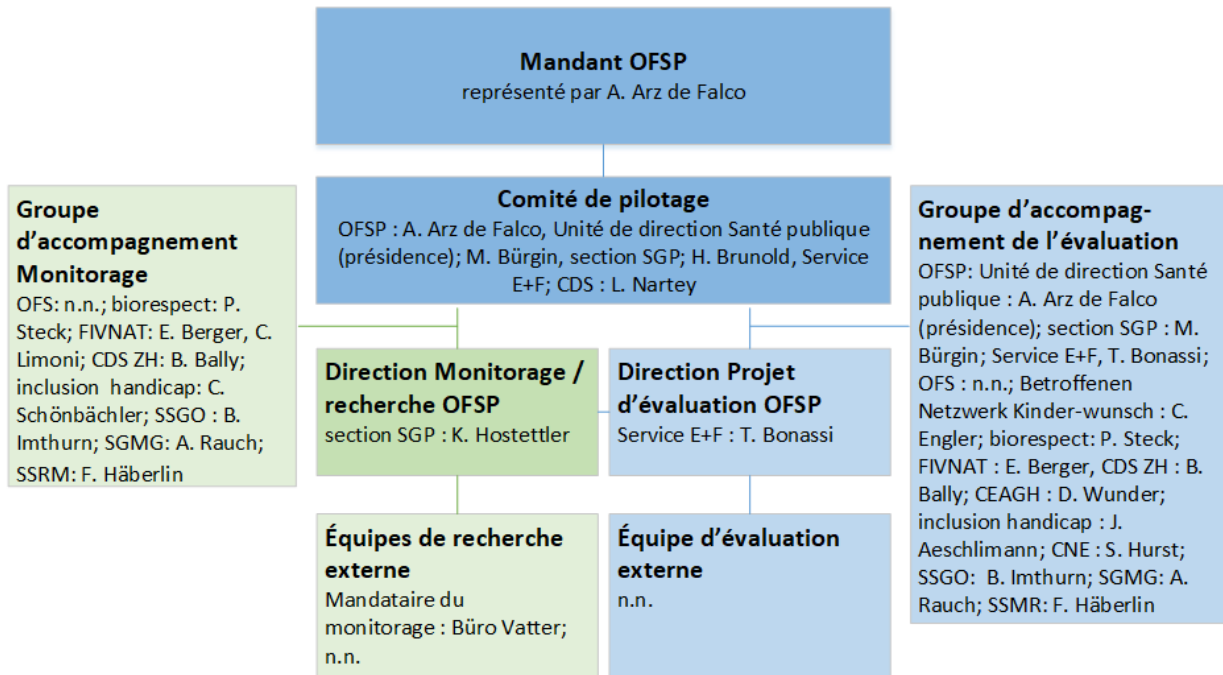 Mandant OFSP
représenté par A. Arz de Falco
Comité de pilotage
OFSP : A. Arz de Falco, Unité de direction Santé publique
(présidence); M. Bürgin, section SGP; H. Brunold, Service
E+F; CDS : L. Nartey
Groupe
d’accompagnement
Monitorage
OFS: n.n.; biorespect: P.
Steck; FIVNAT: E. Berger, C.
Limoni; CDS ZH: B. Bally;
inclusion handicap: C.
Schönbächler; SSGO : B.
Imthurn; SGMG: A. Rauch;
SSRM: F. Häberlin
Direction Monitorage /
recherche OFSP
section SGP : K. Hostettler
Direction Projet
d’évaluation OFSP
Service E+F : T. Bonassi
Équipes de recherche
externe
Mandataire du
monitorage : Büro Vatter;
n.n.
Équipe d’évaluation
externe
n.n.
Groupe d’accompag-
nement de l’évaluation
OFSP: Unité de direction Santé
publique : A. Arz de Falco
(présidence); section SGP : M.
Bürgin; Service E+F, T. Bonassi;
OFS : n.n.; Betroffenen
Netzwerk Kinder-wunsch : C.
Engler; biorespect: P. Steck;
FIVNAT : E. Berger, CDS ZH : B.
Bally; CEAGH : D. Wunder;
inclusion handicap : J.
Aeschlimann; CNE : S. Hurst;
SSGO: B. Imthurn; SGMG: A.
Rauch; SSMR: F. Häberlin